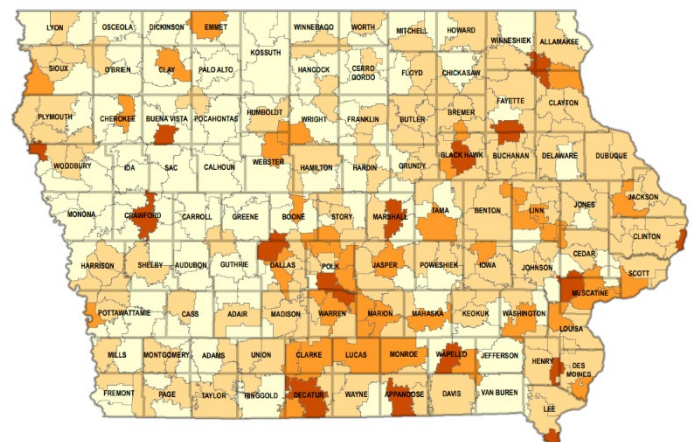 LYON
OSCEOLA
DICKINSON
EMMET
WINNEBAGO
WORTH
MITCHELL
HOWARD
WINNESHIEK
ALLAMAKEE
KOSSUTH
SIOUX
O'BRIEN
CLAY
PALO ALTO
HANCOCK
CERRO
GORDO
FLOYD
CHICKASAW
FAYETTE
CLAYTON
PLYMOUTH
CHEROKEE
BUENA VISTA
POCAHONTAS
HUMBOLDT
WRIGHT
FRANKLIN
BUTLER
BREMER
WOODBURY
IDA
SAC
CALHOUN
WEBSTER
HAMILTON
HARDIN
GRUNDY
BLACK HAWK
BUCHANAN
DELAWARE
DUBUQUE
MONONA
CRAWFORD
CARROLL
GREENE
BOONE
STORY
MARSHALL
TAMA
BENTON
LINN
JONES
JACKSON
CLINTON
HARRISON
SHELBY
AUDUBON
GUTHRIE
DALLAS
POLK
JASPER
POWESHIEK
IOWA
JOHNSON
CEDAR
SCOTT
MUSCATINE
POTTAWATTAMIE
CASS
ADAIR
MADISON
WARREN
MARION
MAHASKA
KEOKUK
WASHINGTON
LOUISA
MILLS
MONTGOMERY
ADAMS
UNION
CLARKE
LUCAS
MONROE
WAPELLO
JEFFERSON
HENRY
DES
MOINES
FREMONT
PAGE
TAYLOR
RINGGOLD
DECATUR
WAYNE
APPANOOSE
DAVIS
VAN BUREN
LEE